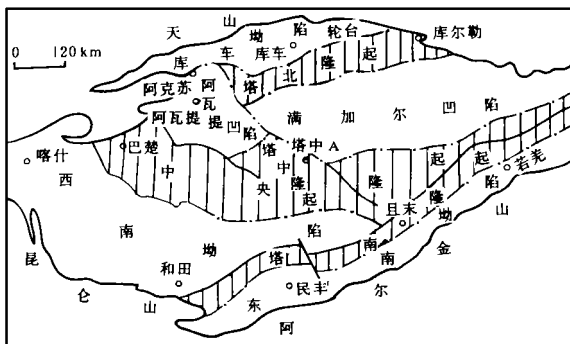 天山
0 120 km
库车坳陷
库车
轮台
库尔勒
塔北隆起
阿克苏
阿瓦
阿瓦提凹陷
满加尔凹陷
喀什
巴楚
塔中A
塔中隆起
中央隆起
西南坳陷
塔南隆起
东南坳陷
若羌
且末
和田
民丰
昆仑山
阿尔金山